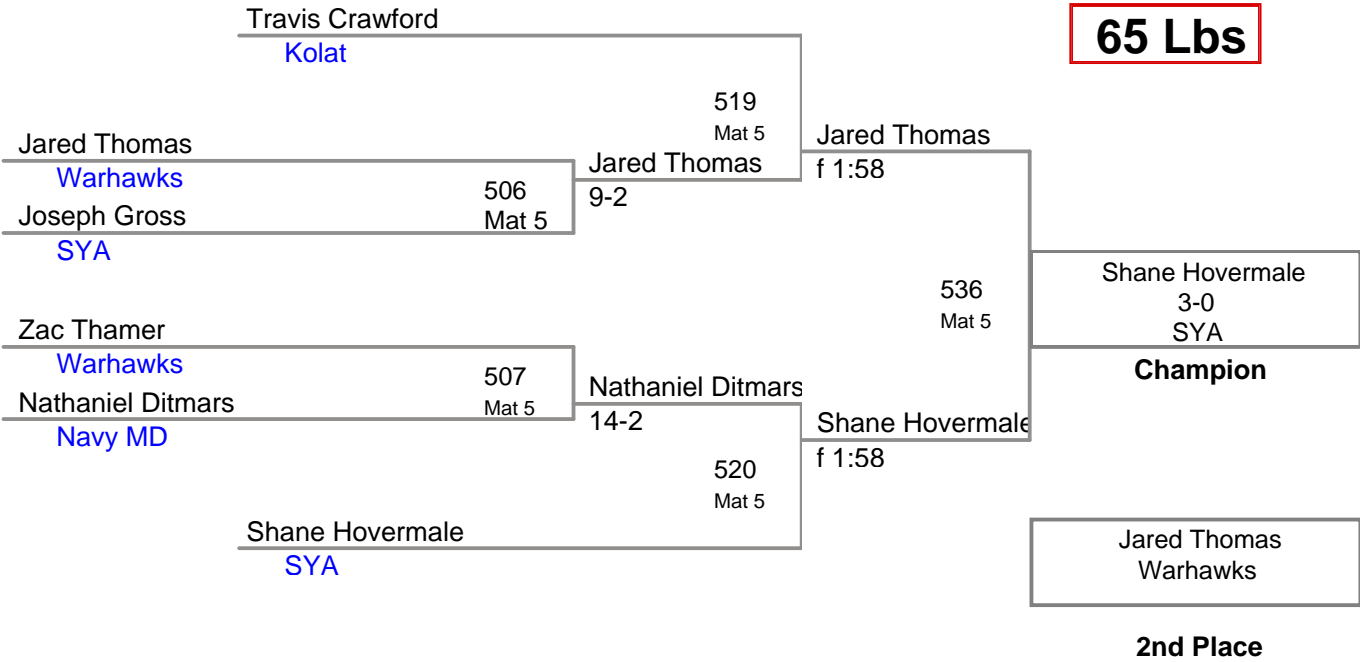 Travis Crawford
Kolat
65 Lbs
519
Mat 5
Jared Thomas
Warhawks
Jared Thomas
9-2
Jared Thomas
f 1:58
506
Mat 5
Joseph Gross
SYA
536
Mat 5
Shane Hovermale
3-0
SYA
Champion
Zac Thamer
Warhawks
507
Mat 5
Nathaniel Ditmars
Navy MD
Nathaniel Ditmars
14-2
Shane Hovermale
f 1:58
520
Mat 5
Shane Hovermale
SYA
Jared Thomas
Warhawks
2nd Place